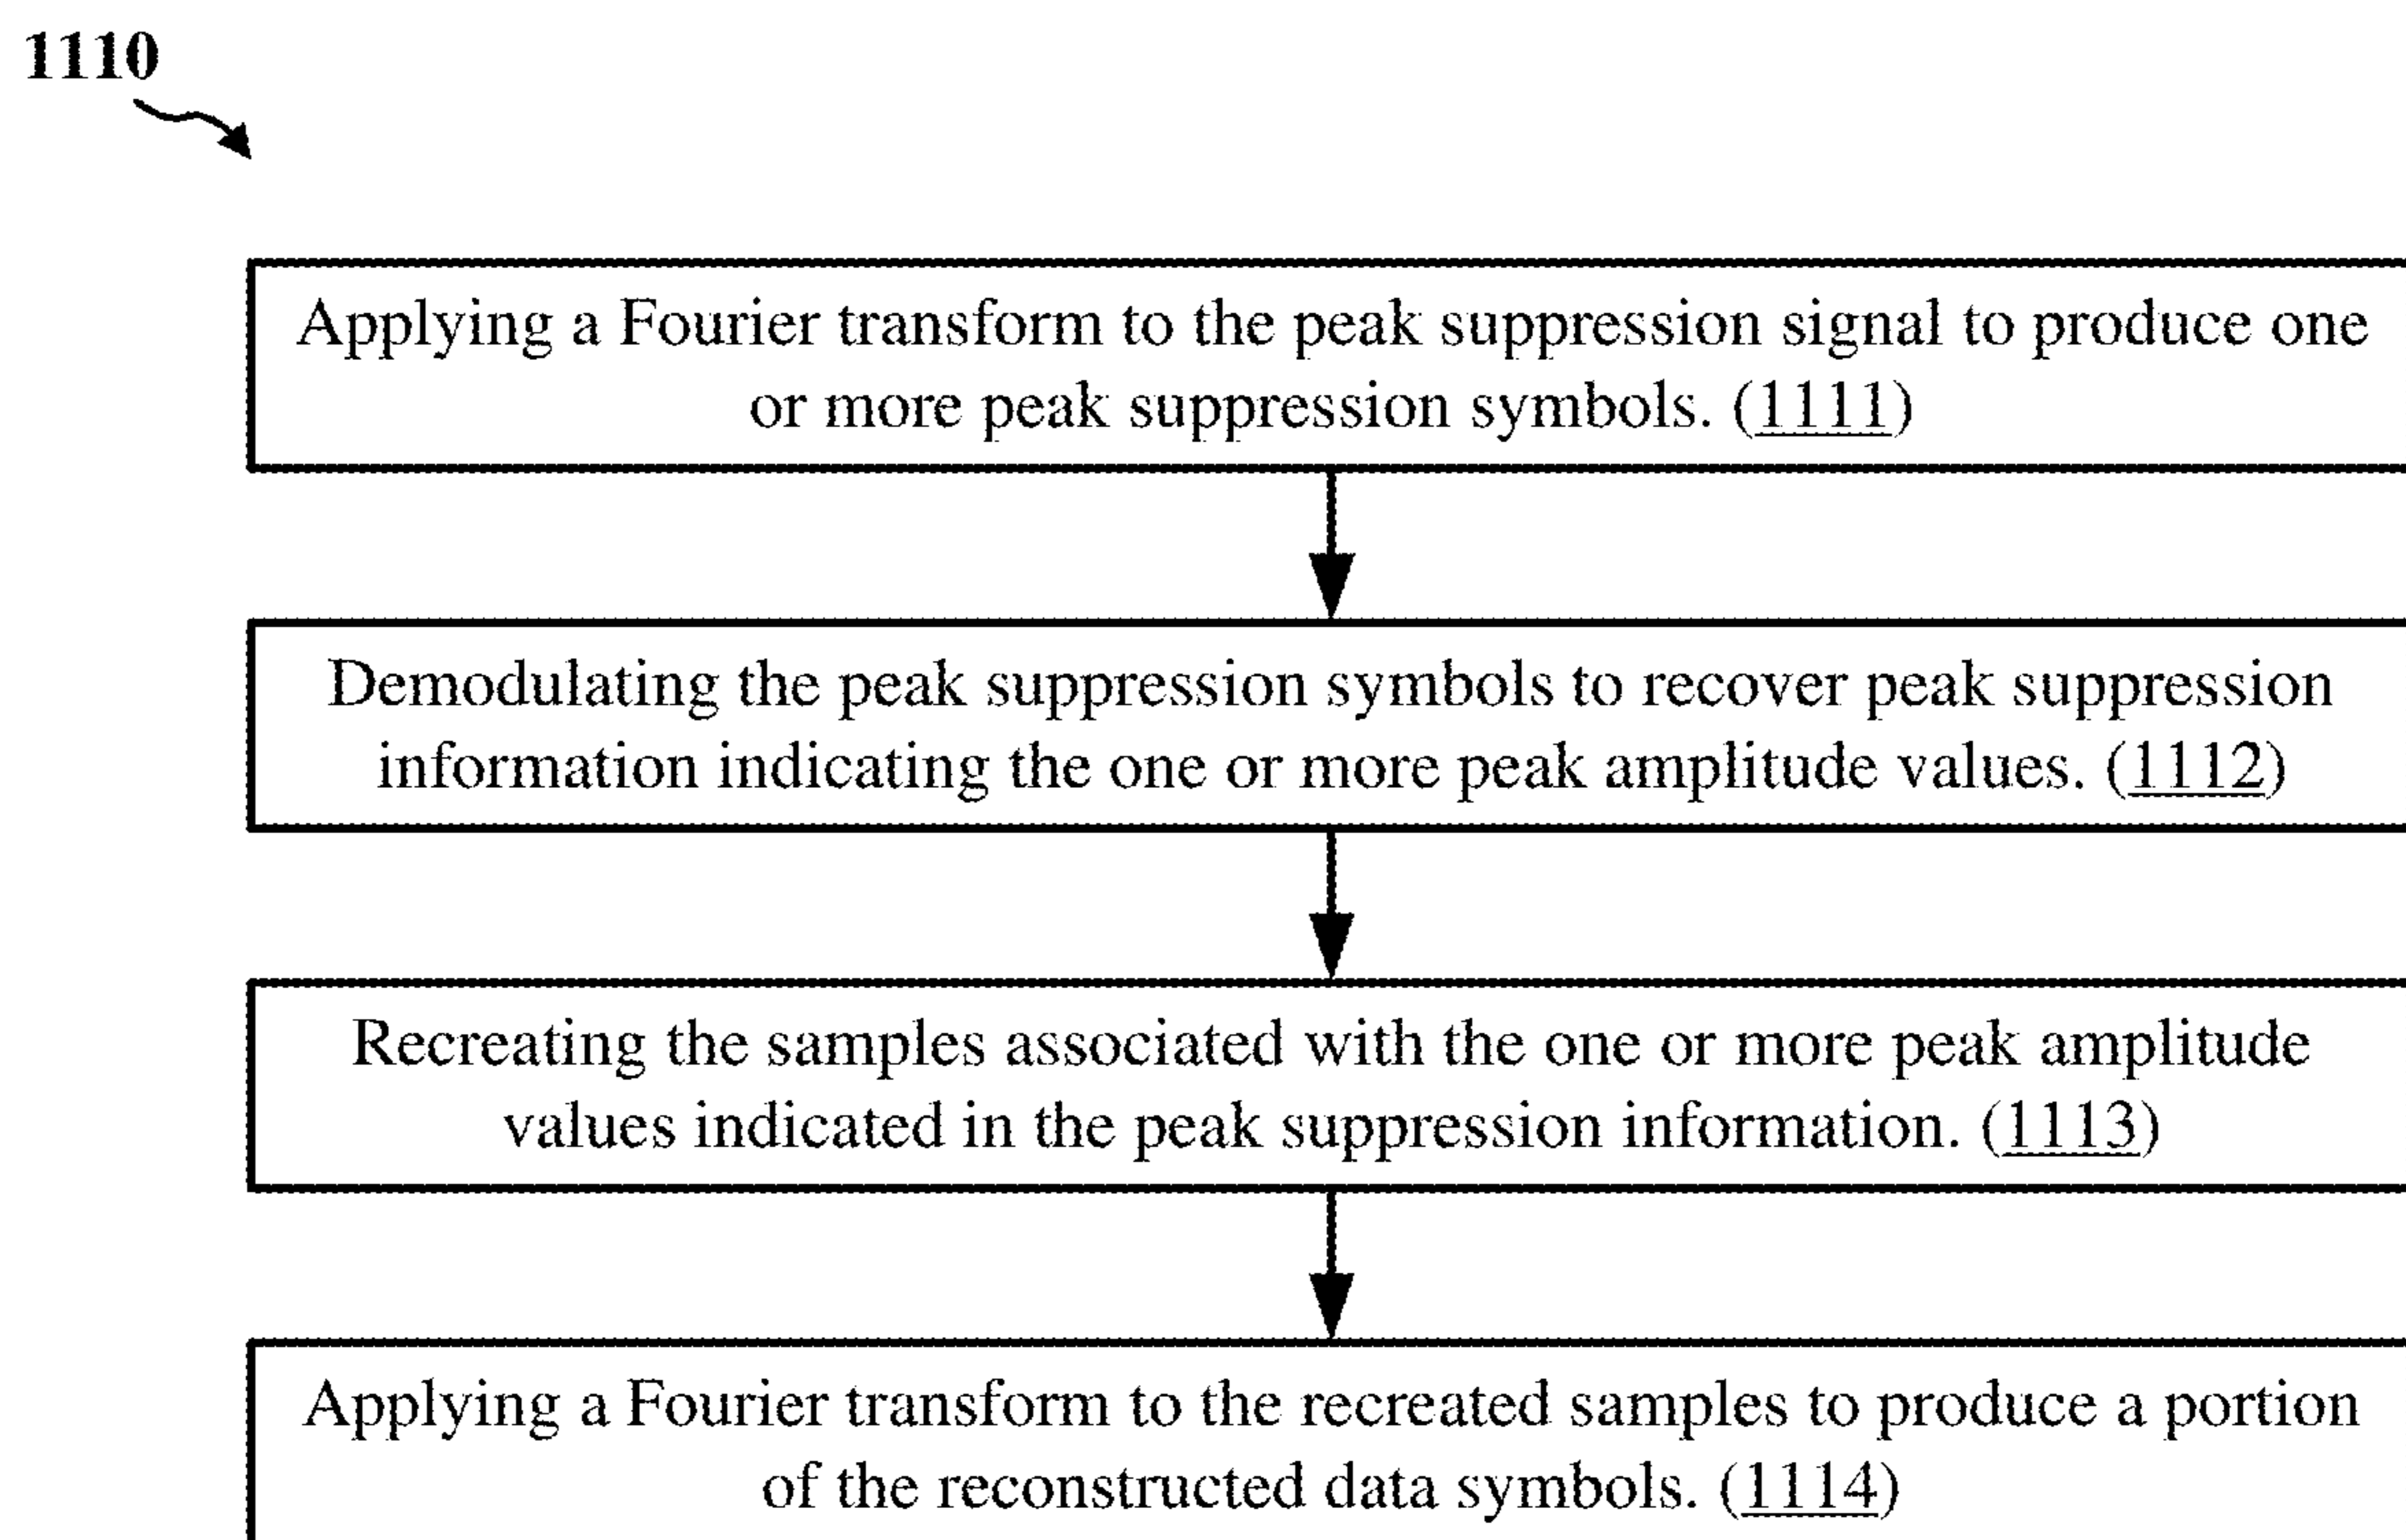 1110
Applying a Fourier transform to the peak suppression signal to produce one
or more peak suppression symbols. (1111)
Demodulating the peak suppression symbols to recover peak suppression
information indicating the one or more peak amplitude values. (1112)
Recreating the samples associated with the one or more peak amplitude
values indicated in the peak suppression information. (1113)
Applying a Fourier transform to the recreated samples to produce a portion
of the reconstructed data symbols. (1114)